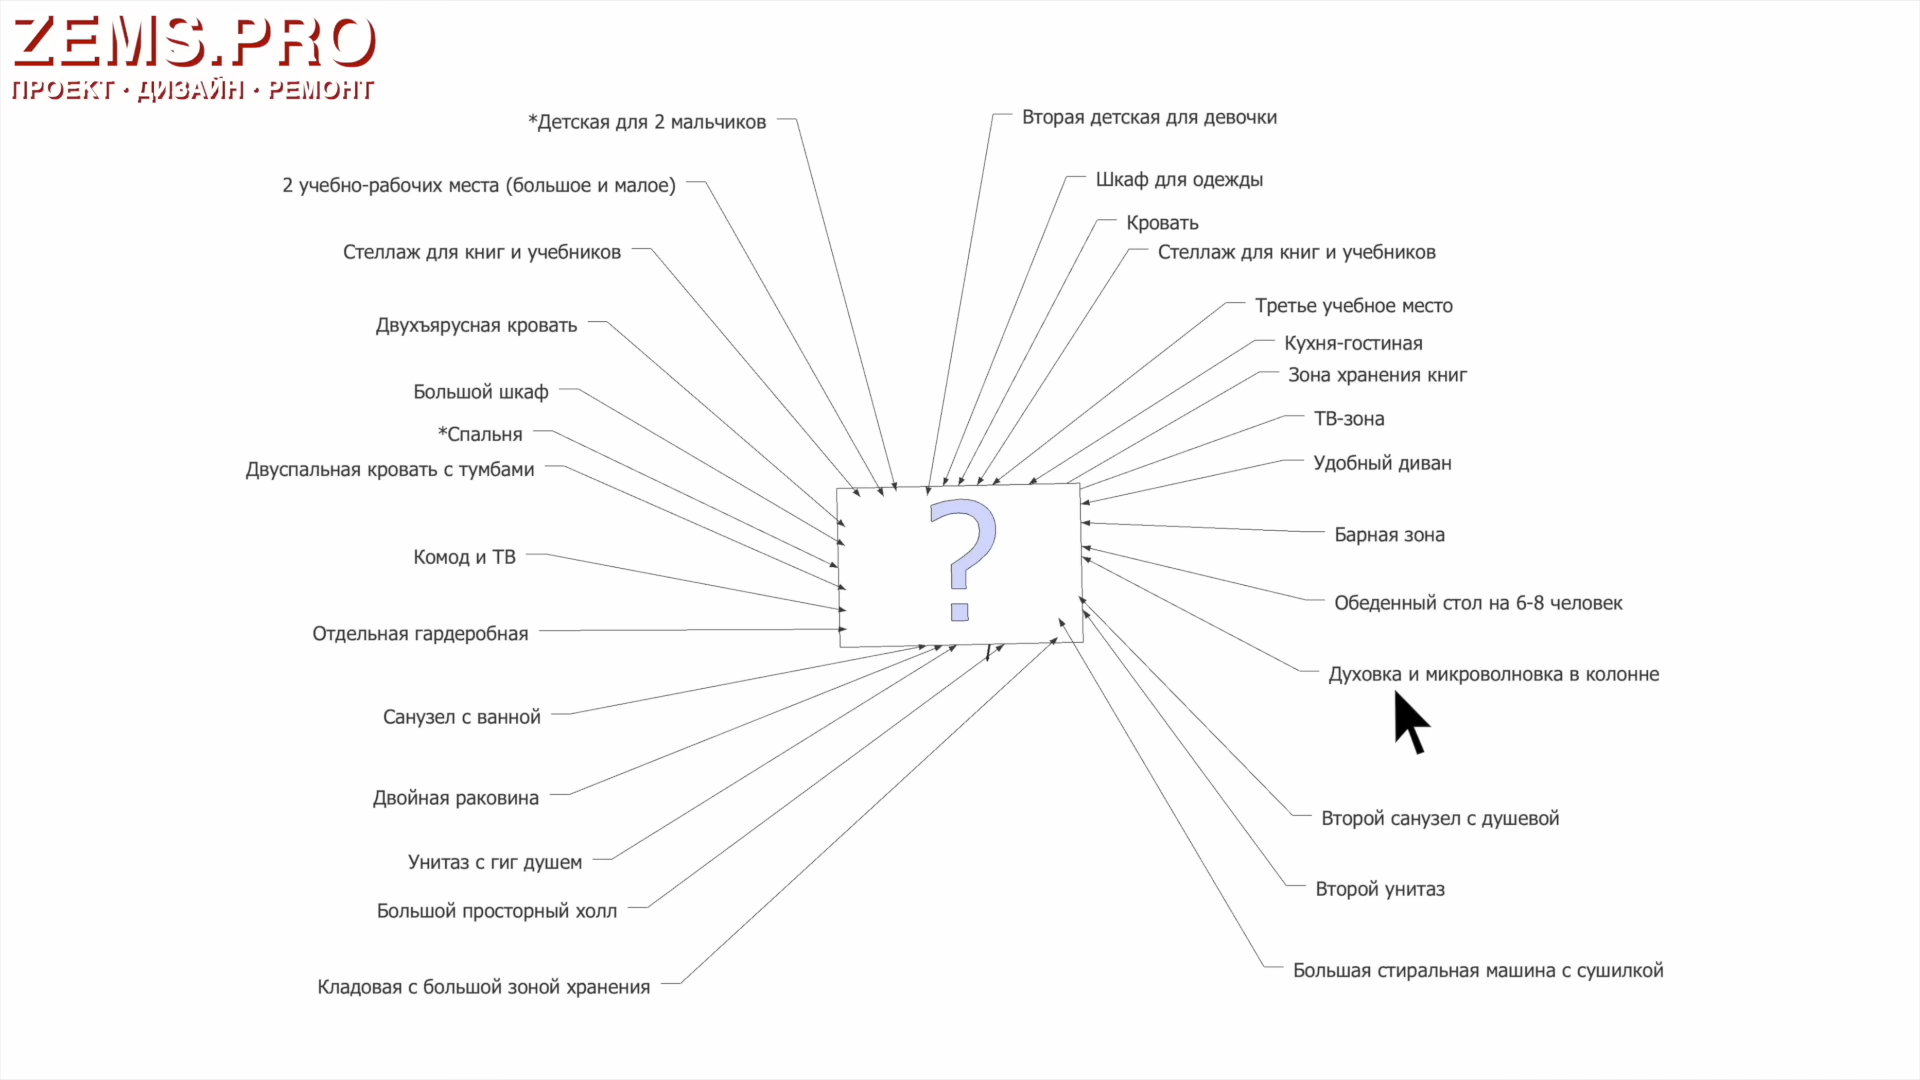 ZEMS.PRO
ПРОЕКТ · ДИЗАЙН · РЕМОНТ
*Детская для 2 мальчиков
2 учебно-рабочих места (большое и малое)
Стеллаж для книг и учебников
Двухъярусная кровать
Большой шкаф
*Спальня
Двуспальная кровать с тумбами
Комод и ТВ
Отдельная гардеробная
Санузел с ванной
Двойная раковина
Унитаз с гиг душем
Большой просторный холл
Кладовая с большой зоной хранения
?
Вторая детская для девочки
Шкаф для одежды
Кровать
Стеллаж для книг и учебников
Третье учебное место
Кухня-гостиная
Зона хранения книг
ТВ-зона
Удобный диван
Барная зона
Обеденный стол на 6-8 человек
Духовка и микроволновка в колонне
Второй санузел с душевой
Второй унитаз
Большая стиральная машина с сушилкой